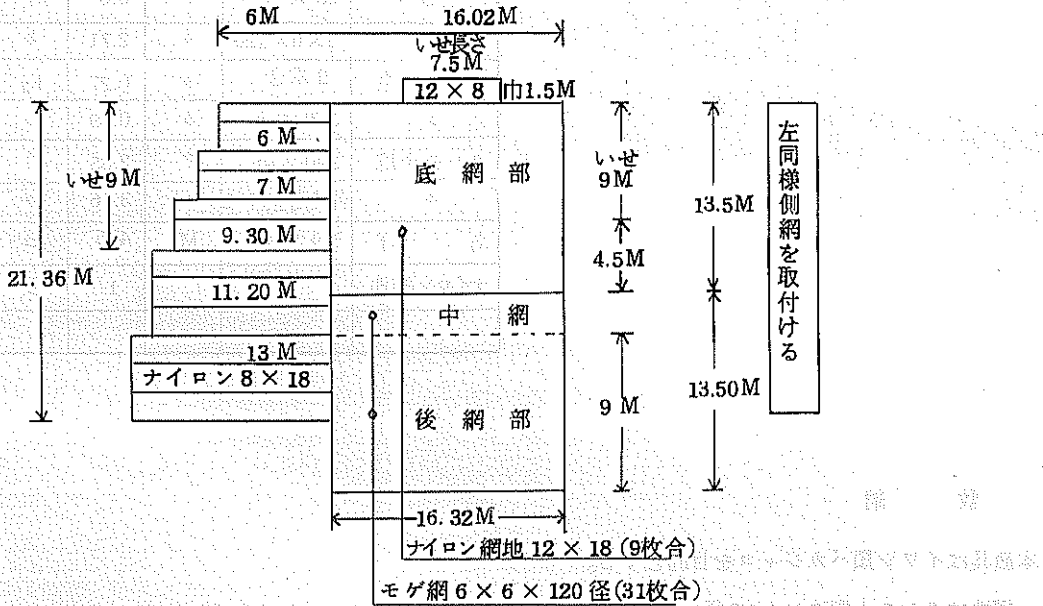 6M 16.02M
いせ長さ
7.5M
12 × 8 巾1.5M
6 M
いせ9M
7 M
9.30 M
21.36 M
11.20 M
13 M
ナイロン 8 × 18
底網部
中網
後網部
いせ
9M
4.5M
9 M
13.5M
13.50M
左同様側網を取付ける
16.32M
ナイロン網地 12 × 18 (9枚合)
モゲ網 6 × 6 × 120 径(31枚合)